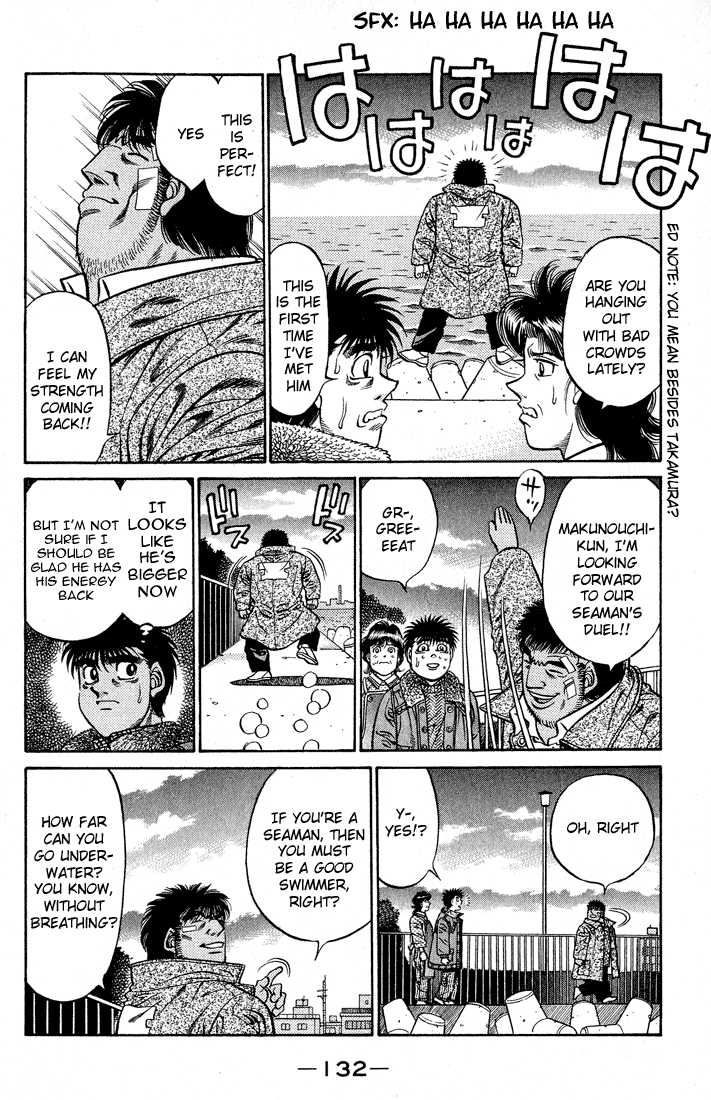 SFX: HA HA HA HA HA HA
は
は
は
は
は
は
は
ED NOTE: YOU MEAN BESIDES TAKAMURA?
ARE YOU
HANGING
OUT
WITH BAD
CROWDS
LATELY?
THIS
IS THE
FIRST
TIME
I'VE
MET
HIM
THIS
IS
PER-
FECT!
YES
I CAN
FEEL MY
STRENGTH
COMING
BACK!!
MAKUNOUCHI-
KUN, I'M
LOOKING
FORWARD
TO OUR
SEAMAN'S
DUEL!!
サッ
GR-,
GREE-
EEAT
ドス
ドス
IT
LOOKS
LIKE
HE'S
BIGGER
NOW
BUT I'M NOT
SURE IF I
SHOULD BE
GLAD HE HAS
HIS ENERGY
BACK
OH, RIGHT
Y-,
YES!?
IF YOU'RE A
SEAMAN, THEN
YOU MUST
BE A GOOD
SWIMMER,
RIGHT?
HOW FAR
CAN YOU
GO UNDER-
WATER?
YOU KNOW,
WITHOUT
BREATHING?
—132—